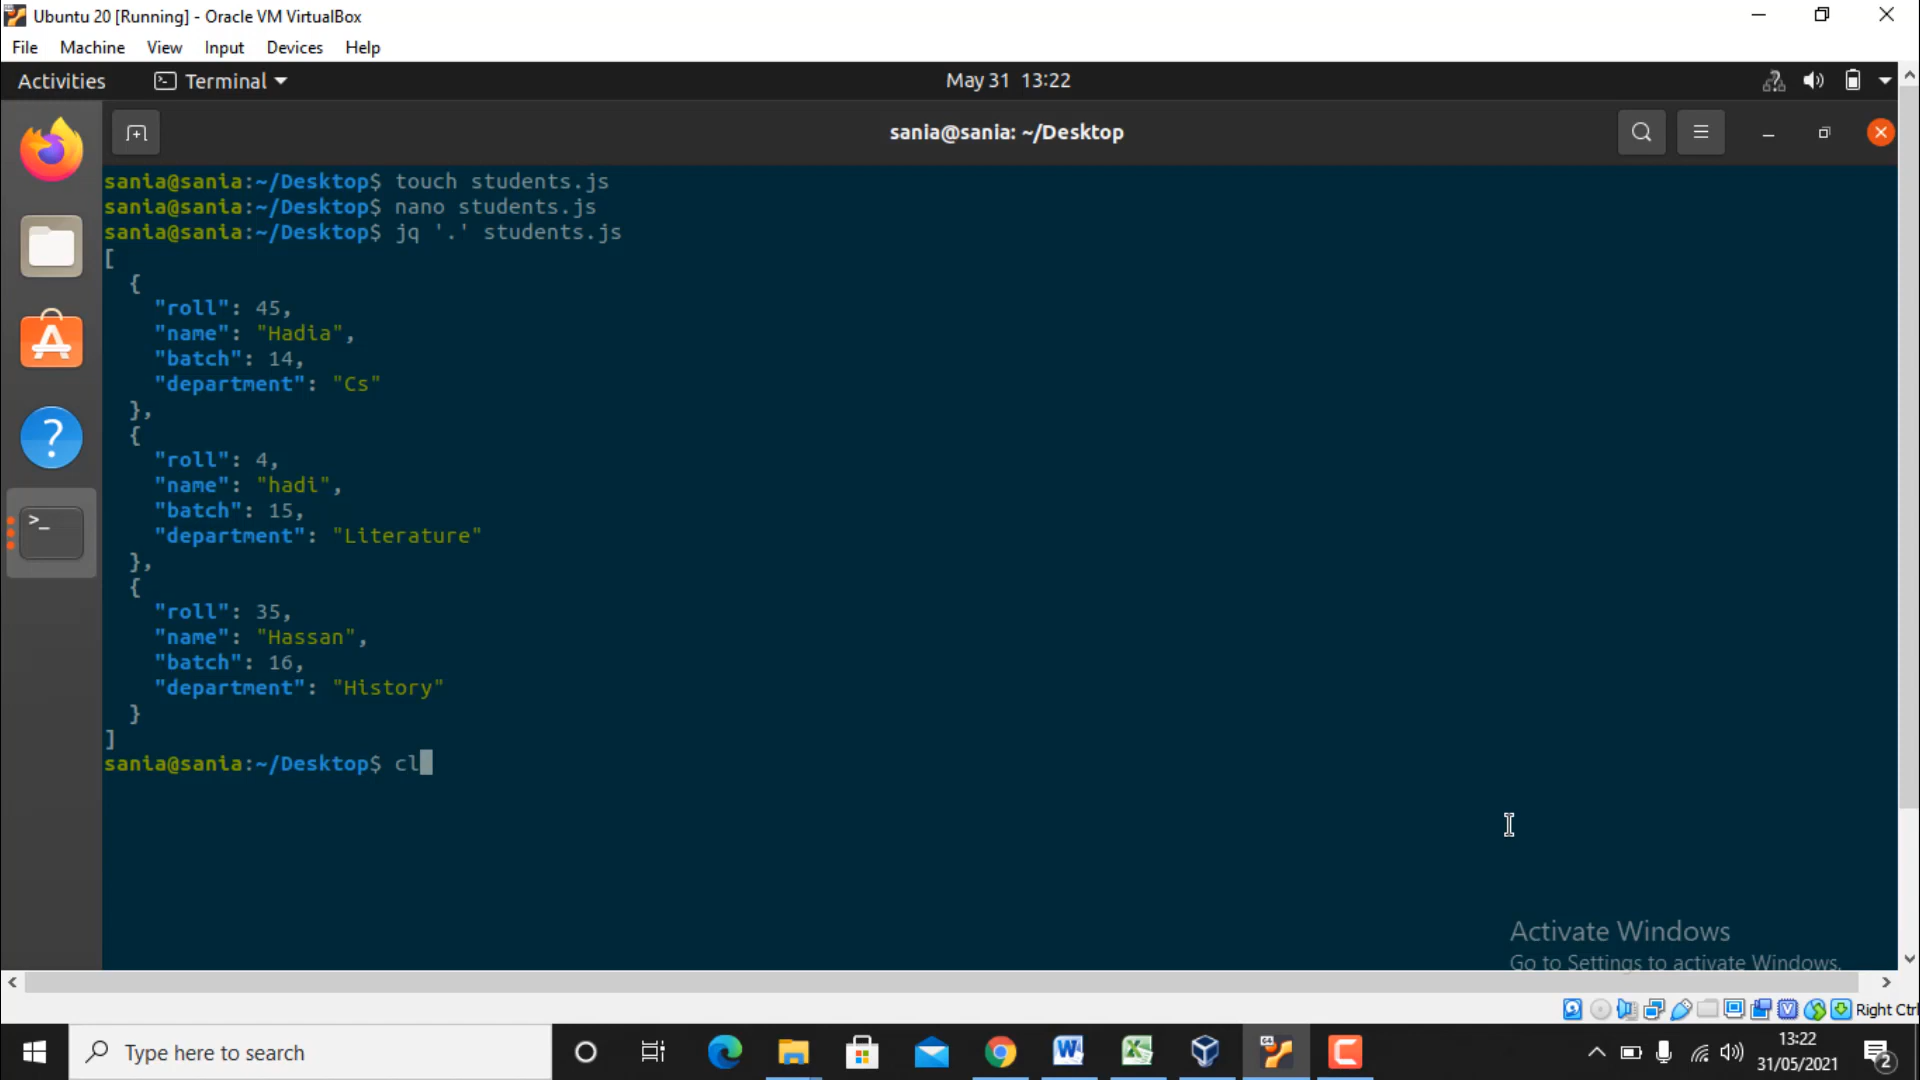 Ubuntu 20 [Running] - Oracle VM VirtualBox
File Machine View Input Devices Help
Activities Terminal May 31 13:22
sania@sania: ~/Desktop
sania@sania:~/Desktop$ touch students.js
sania@sania:~/Desktop$ nano students.js
sania@sania:~/Desktop$ jq '.' students.js
[
{
"roll": 45,
"name": "Hadia",
"batch": 14,
"department": "Cs"
},
{
"roll": 4,
"name": "hadi",
"batch": 15,
"department": "Literature"
},
{
"roll": 35,
"name": "Hassan",
"batch": 16,
"department": "History"
}
]
sania@sania:~/Desktop$ cl
Activate Windows
Go to Settings to activate Windows.
Right Ctrl
Type here to search
13:22
31/05/2021
2